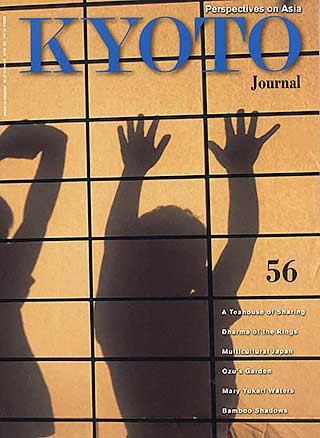 Perspectives on Asia
KYOTO
Journal
56
A Teahouse of Sharing
Dharma of the Rings
Multicultural Japan
Ozu's Garden
Mary Yukari Waters
Bamboo Shadows